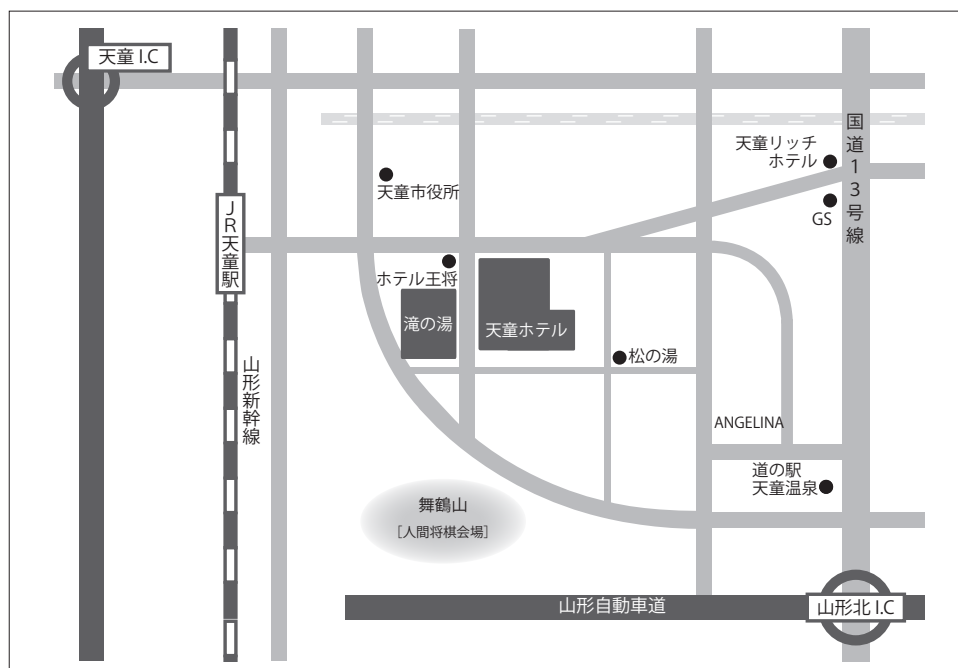 天童 I.C
国道13号線
天童リッチ
ホテル
天童市役所
GS
JR天童駅
ホテル王将
滝の湯
天童ホテル
松の湯
山形新幹線
ANGELINA
道の駅
天童温泉
舞鶴山
［人間将棋会場］
山形自動車道
山形北 I.C